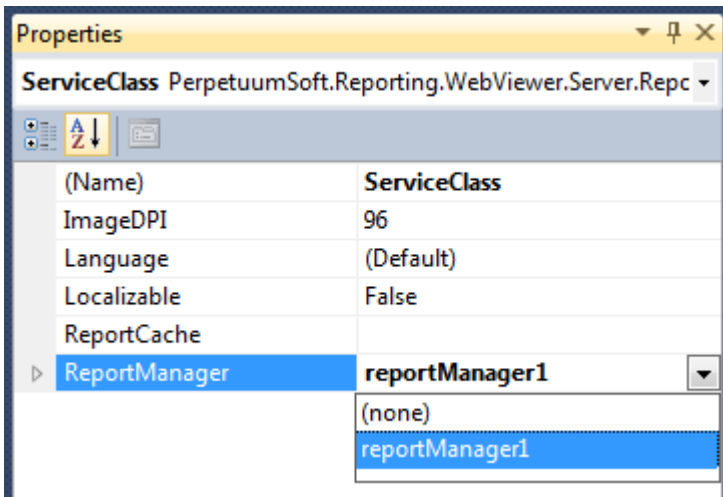 Properties
ServiceClass PerpetuumSoft.Reporting.WebViewer.Server.Repc
A Z
(Name) ServiceClass
ImageDPI 96
Language (Default)
Localizable False
ReportCache
ReportManager reportManager1
(none)
reportManager1